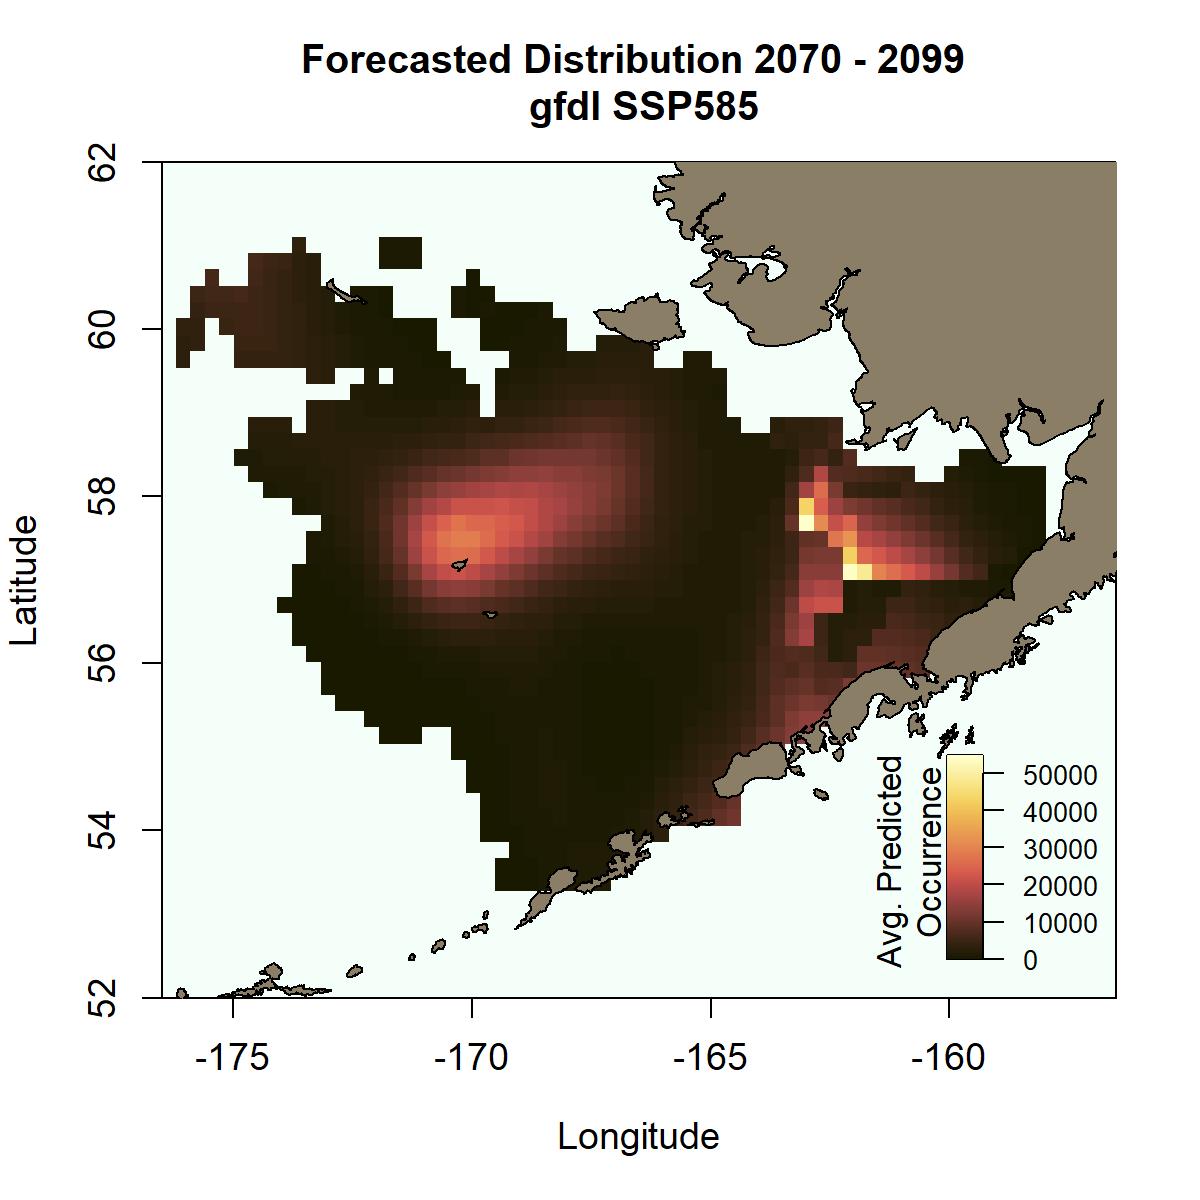 Forecasted Distribution 2070 - 2099
gfdl SSP585
62
60
58
56
54
52
Latitude
-175
-170
-165
-160
Longitude
Avg. Predicted
Occurrence
50000
40000
30000
20000
10000
0